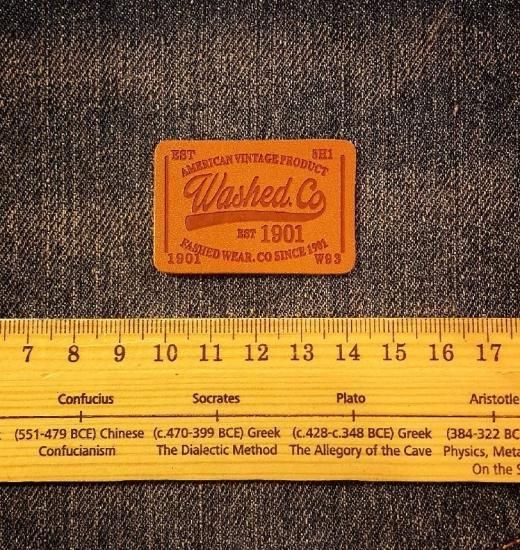 EST 8H1
AMERICAN VINTAGE PRODUCT
Washed.Co
EST 1901
FASHED WEAR. CO SINCE 1901
1901 W93
7 8 9 10 11 12 13 14 15 16 17
Confucius Socrates Plato Aristotle
(551-479 BCE) Chinese (c.470-399 BCE) Greek (c.428-c.348 BCE) Greek (384-322 BC
Confucianism The Dialectic Method The Allegory of the Cave Physics,
On the